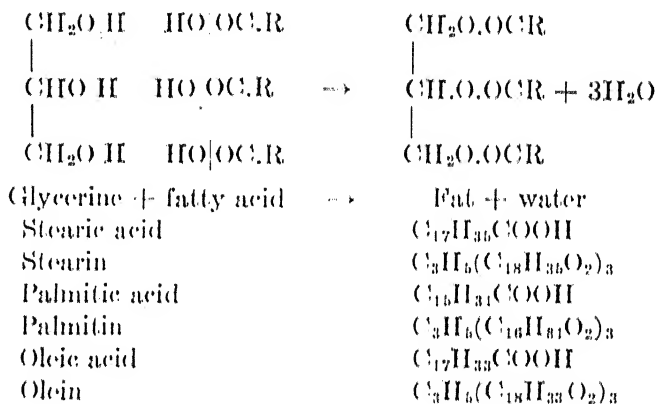 CH₂O H HO|OC.R CH₂O.OCR
|
CHO H HO OC.R → CH.O.OCR + 3H₂O
|
CH₂O H HO|OC.R CH₂O.OCR
Glycerine + fatty acid → Fat + water
Stearic acid C₁₇H₃₅COOH
Stearin C₃H₅(C₁₈H₃₅O₂)₃
Palmitic acid C₁₅H₃₁COOH
Palmitin C₃H₅(C₁₆H₃₁O₂)₃
Oleic acid C₁₇H₃₃COOH
Olein C₃H₅(C₁₈H₃₃O₂)₃